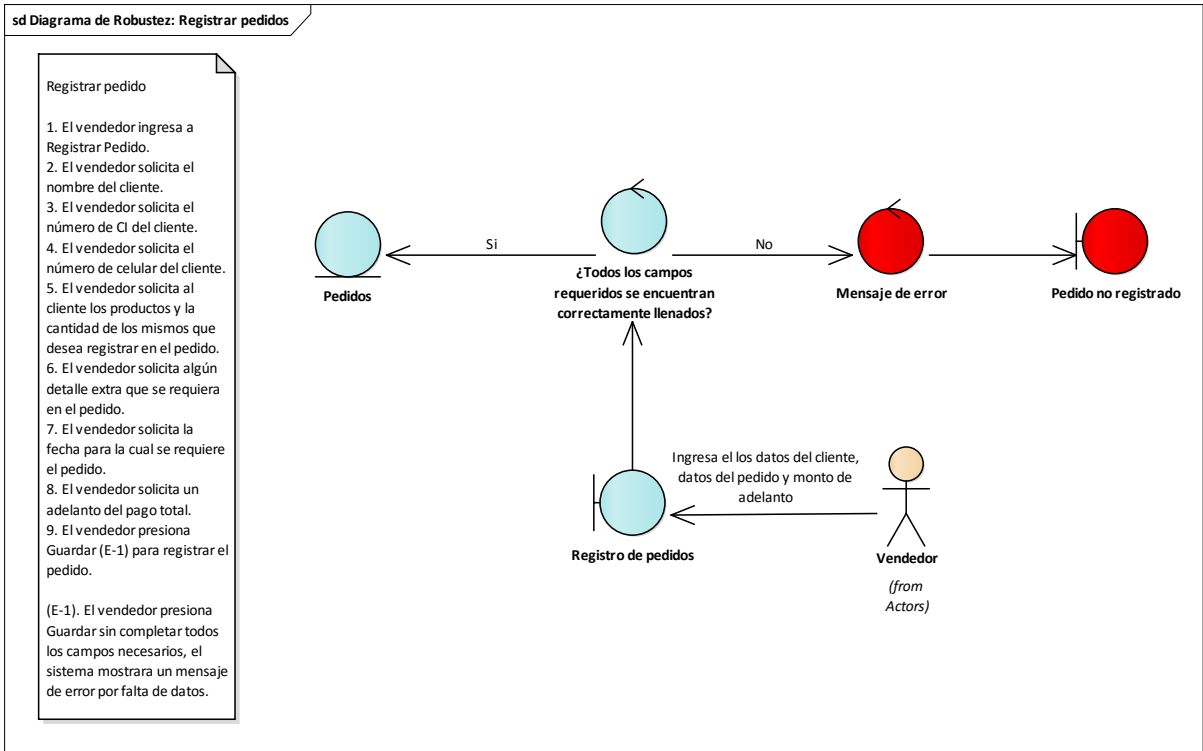 sd Diagrama de Robustez: Registrar pedidos
Registrar pedido
1. El vendedor ingresa a
Registrar Pedido.
2. El vendedor solicita el
nombre del cliente.
3. El vendedor solicita el
número de CI del cliente.
4. El vendedor solicita el
número de celular del cliente.
5. El vendedor solicita al
cliente los productos y la
cantidad de los mismos que
desea registrar en el pedido.
6. El vendedor solicita algún
detalle extra que se requiera
en el pedido.
7. El vendedor solicita la
fecha para la cual se requiere
el pedido.
8. El vendedor solicita un
adelanto del pago total.
9. El vendedor presiona
Guardar (E-1) para registrar el
pedido.
(E-1). El vendedor presiona
Guardar sin completar todos
los campos necesarios, el
sistema mostrara un mensaje
de error por falta de datos.
Si
No
Pedidos
¿Todos los campos
requeridos se encuentran
correctamente llenados?
Mensaje de error
Pedido no registrado
Ingresa el los datos del cliente,
datos del pedido y monto de
adelanto
Registro de pedidos
Vendedor
(from
Actors)